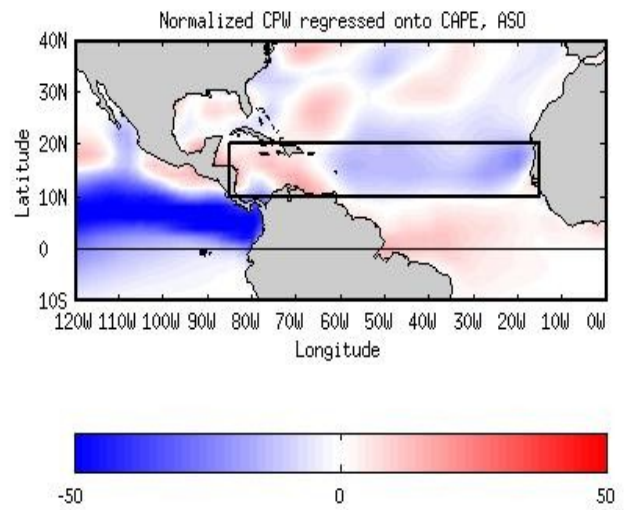 Normalized CPW regressed onto CAPE, ASO
40N
30N
20N
10N
0
10S
Latitude
120W 110W 100W 90W 80W 70W 60W 50W 40W 30W 20W 10W 0W
Longitude
-50 0 50